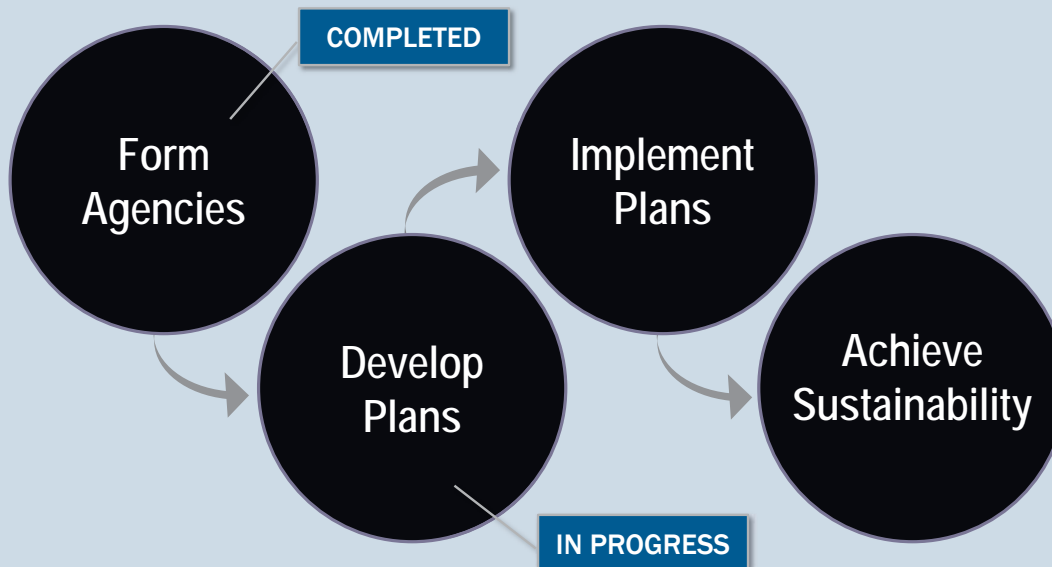 COMPLETED
Form
Agencies
Develop
Plans
IN PROGRESS
Implement
Plans
Achieve
Sustainability